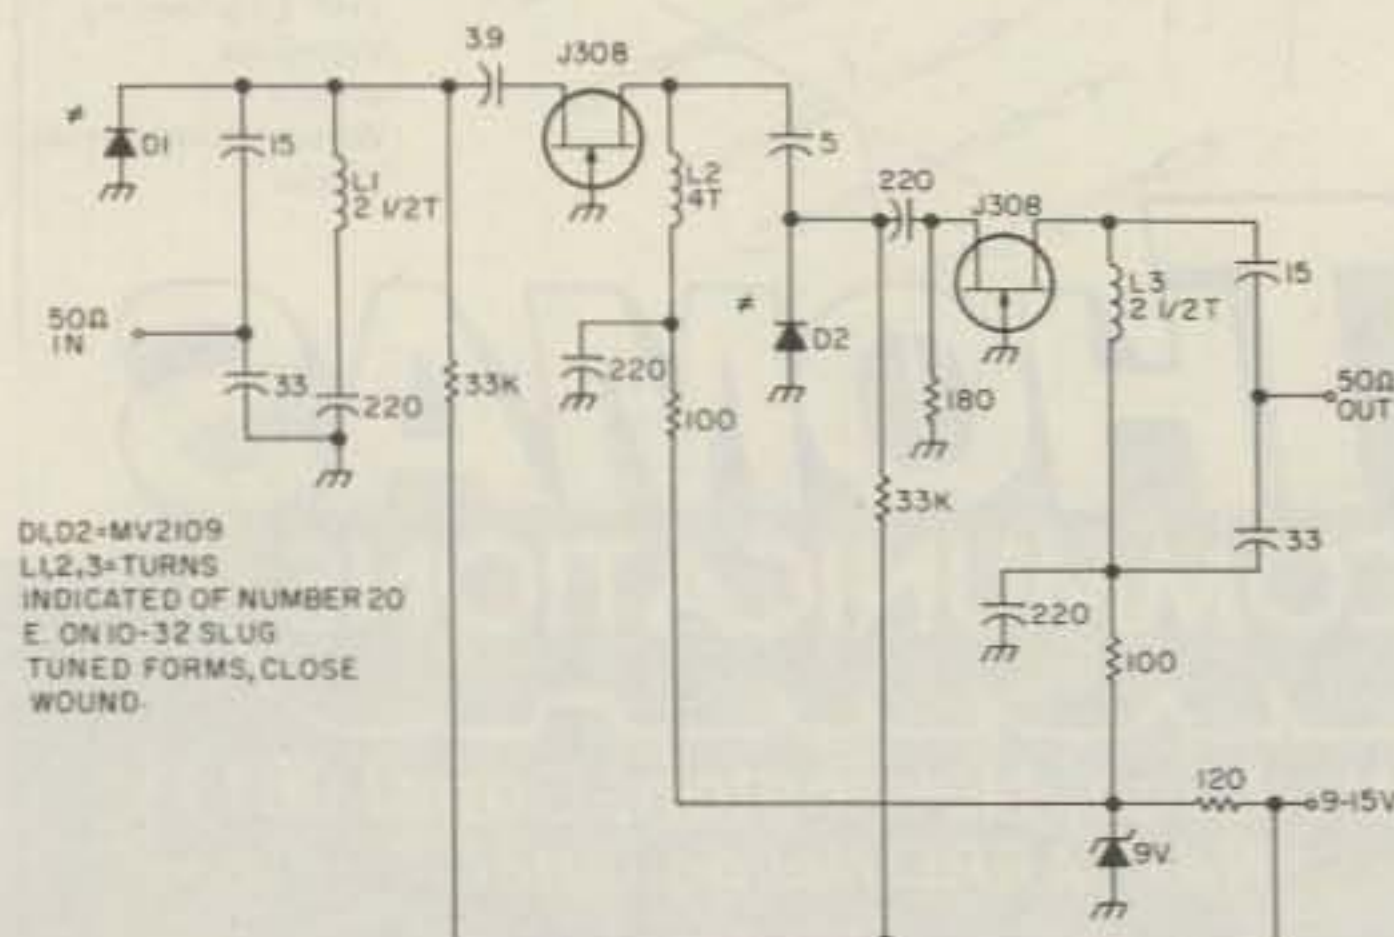 3.9
J308
≠
D1
15
L1
2 1/2T
L2
4T
5
220
J308
50Ω
IN
33
220
33K
220
100
≠
D2
180
L3
2 1/2T
15
50Ω
OUT
33K
33
220
100
D1,D2=MV2109
L1,2,3=TURNS
INDICATED OF NUMBER 20
E. ON 10-32 SLUG
TUNED FORMS, CLOSE
WOUND.
120
9-15V
9V